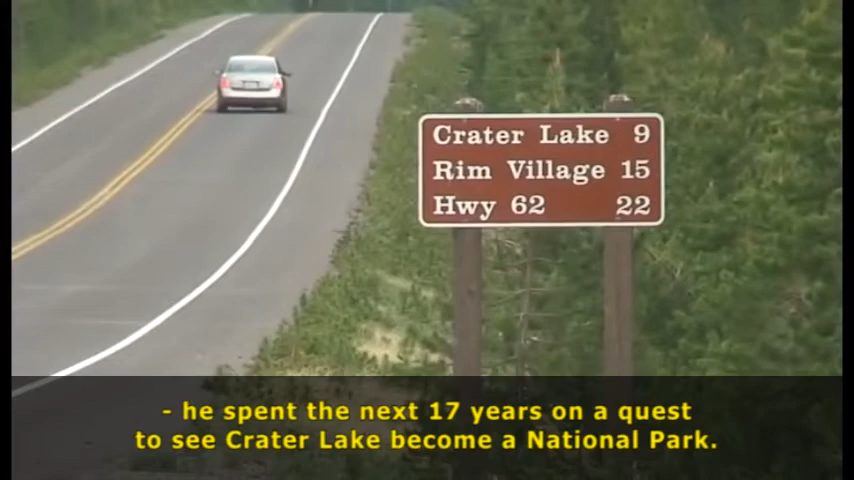 Crater Lake 9
Rim Village 15
Hwy 62 22
- he spent the next 17 years on a quest
to see Crater Lake become a National Park.